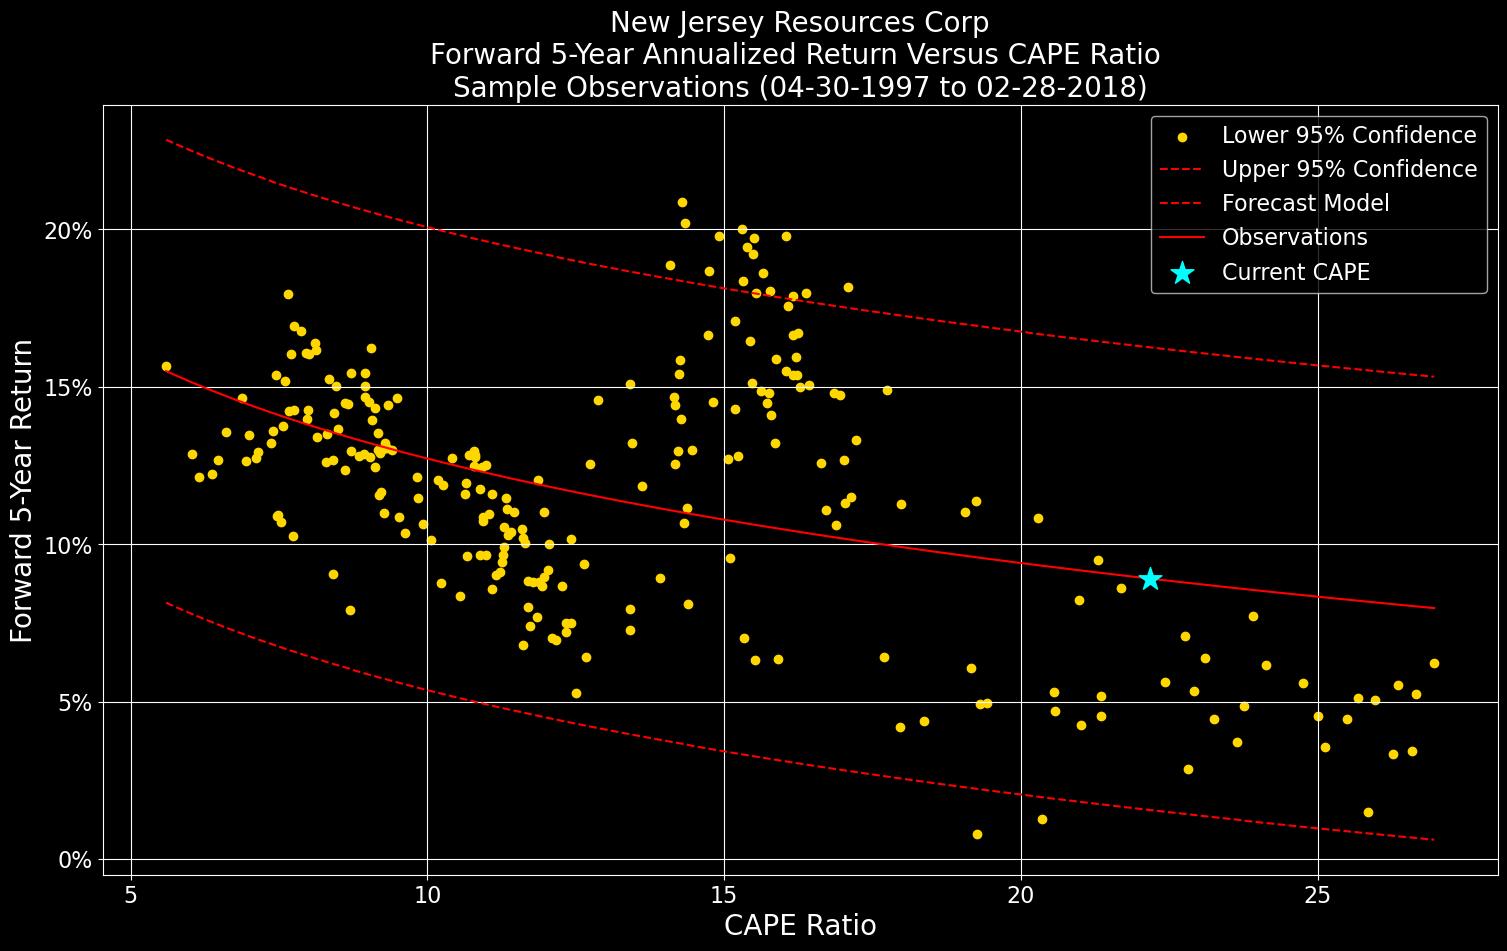 New Jersey Resources Corp
Forward 5-Year Annualized Return Versus CAPE Ratio
Sample Observations (04-30-1997 to 02-28-2018)
Lower 95% Confidence
Upper 95% Confidence
Forecast Model
Observations
Current CAPE
Forward 5-Year Return
20%
15%
10%
5%
0%
5
10
15
20
25
CAPE Ratio